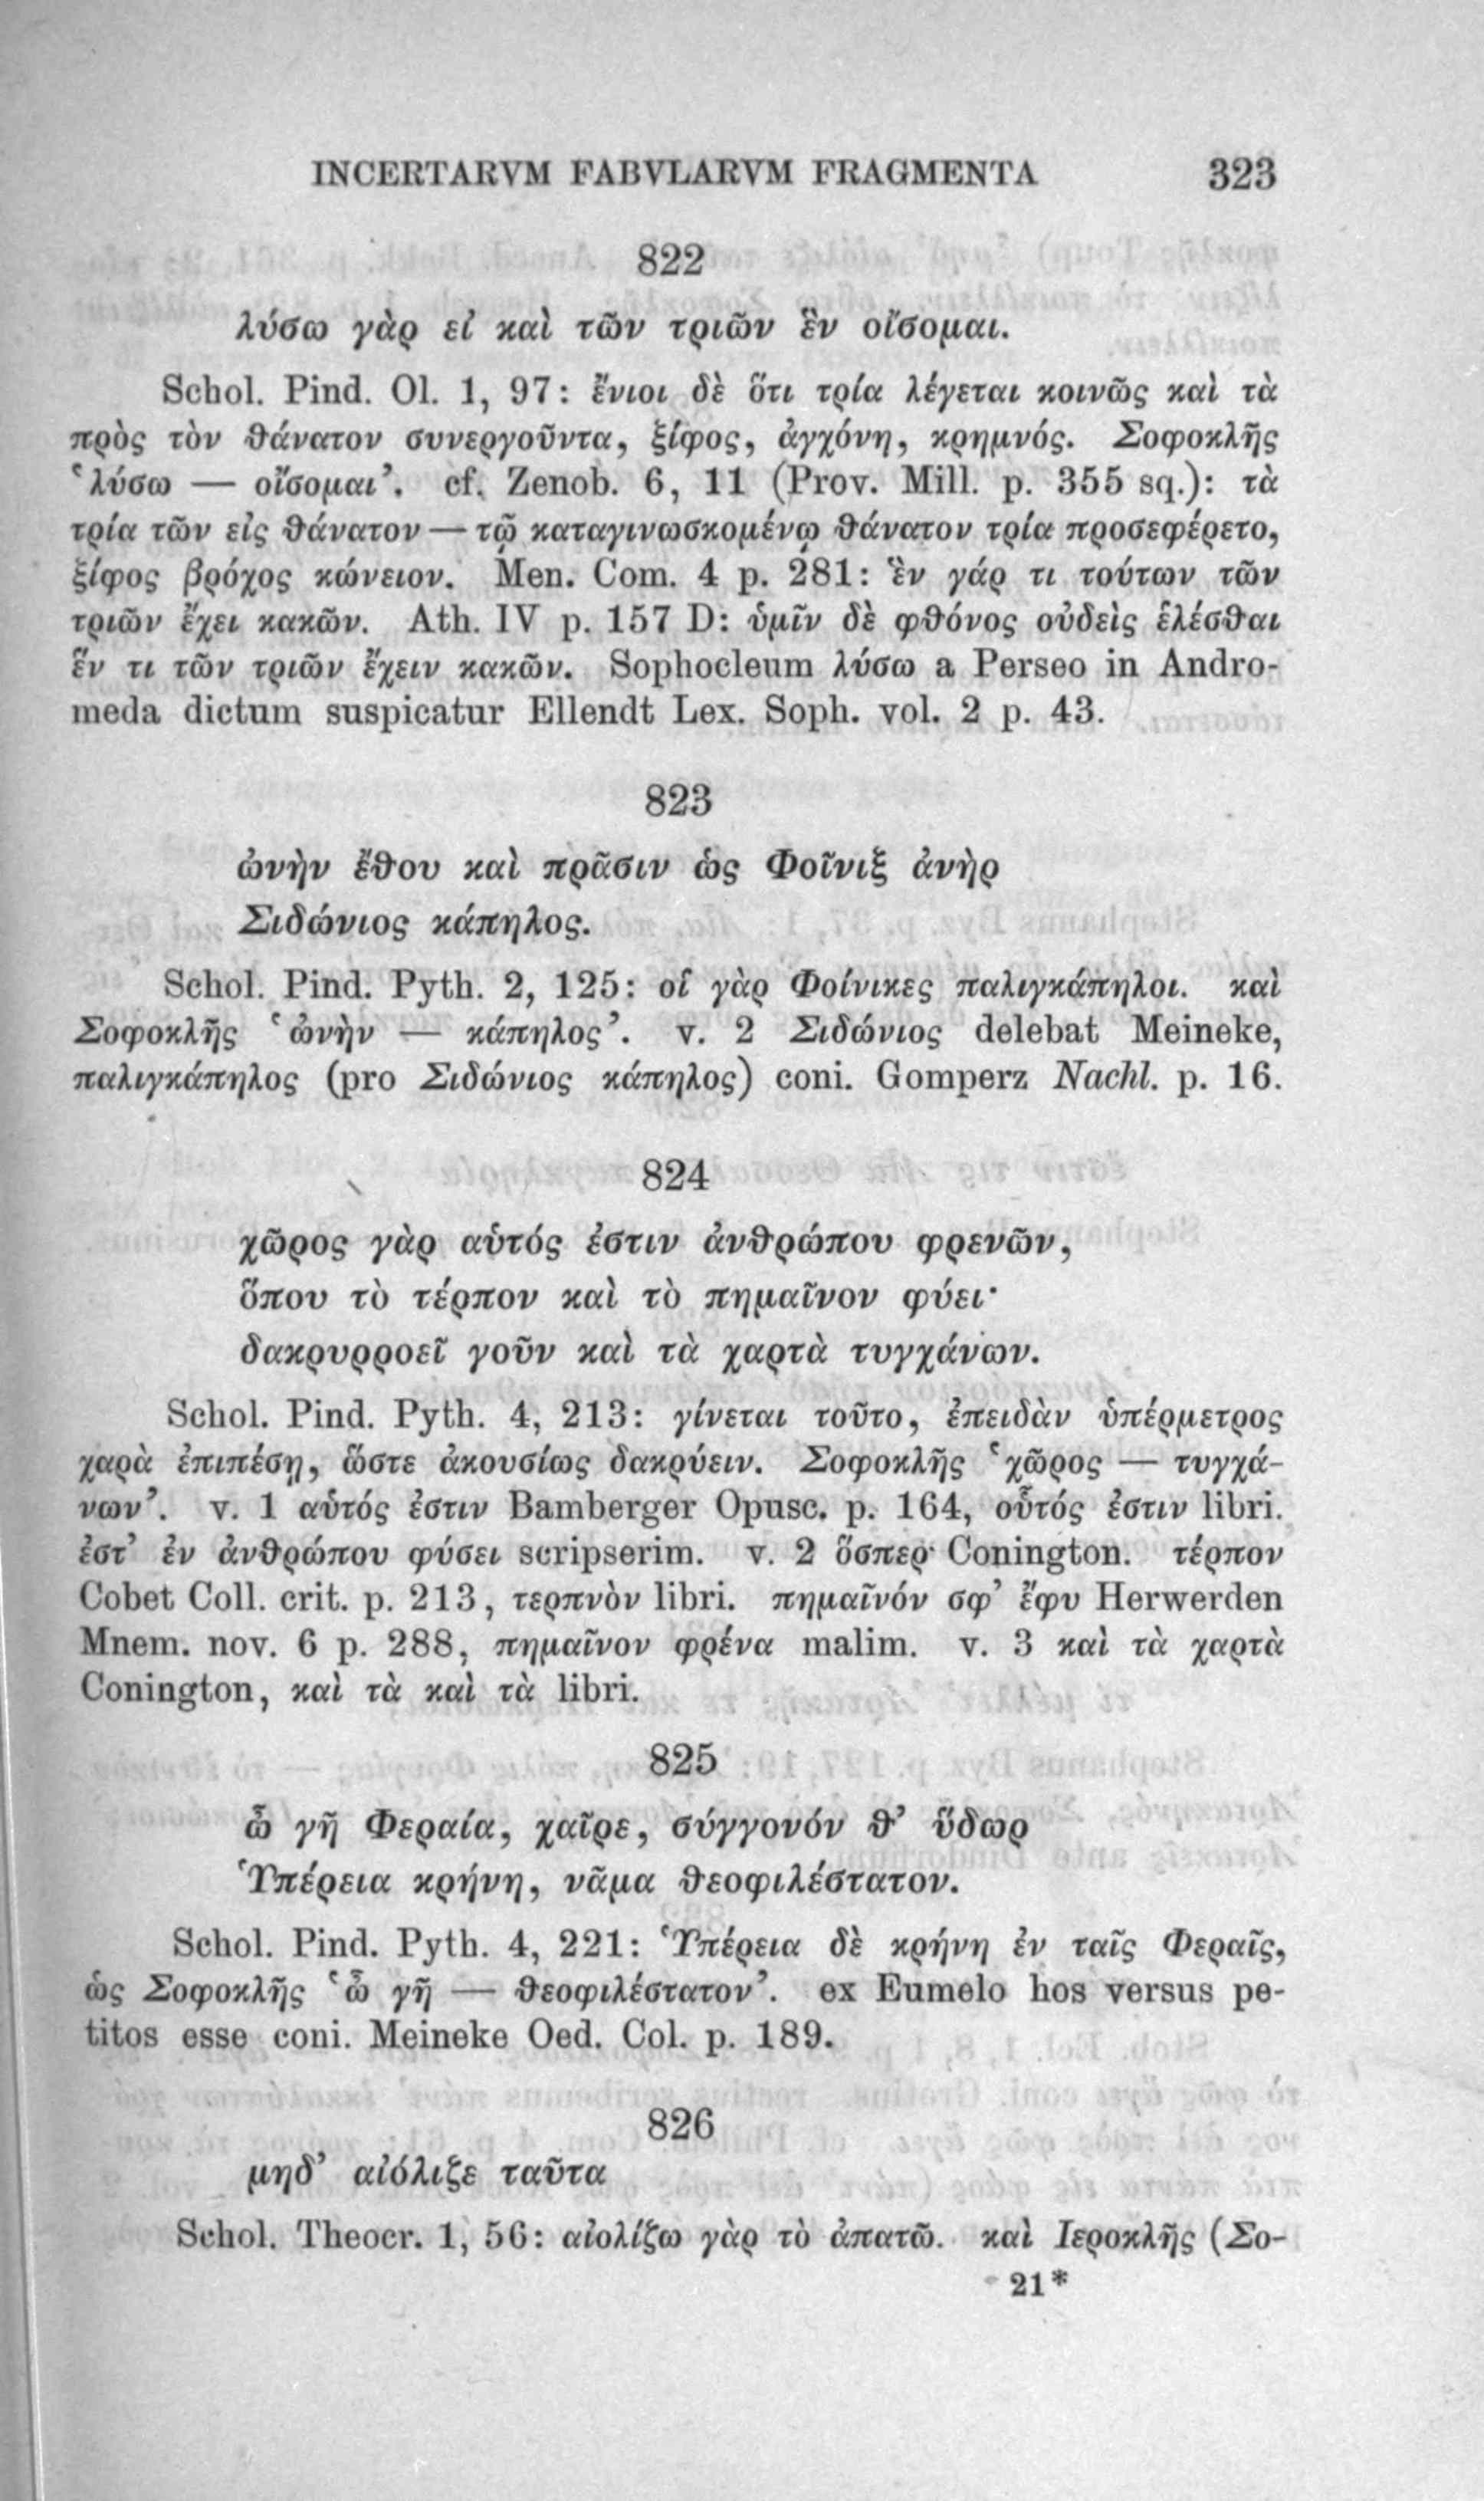 INCERTARVM FABVLARVM FRAGMENTA 323
822
λύσω γὰρ εἰ καὶ τῶν τριῶν ἓν οἴσομαι.
Schol. Pind. Ol. 1, 97: ἔνιοι δὲ ὅτι τρία λέγεται κοινῶς καὶ τὰ
πρὸς τὸν θάνατον συνεργοῦντα, ξίφος, ἀγχόνη, κρημνός. Σοφοκλῆς
‘λύσω — οἴσομαι’. cf. Zenob. 6, 11 (Prov. Mill. p. 355 sq.): τὰ
τρία τῶν εἰς θάνατον — τῷ καταγινωσκομένῳ θάνατον τρία προσεφέρετο,
ξίφος βρόχος κώνειον. Men. Com. 4 p. 281: ἓν γάρ τι τούτων τῶν
τριῶν ἔχει κακῶν. Ath. IV p. 157 D: ὑμῖν δὲ φθόνος οὐδεὶς ἑλέσθαι
ἕν τι τῶν τριῶν ἔχειν κακῶν. Sophocleum λύσω a Perseo in Andro-
meda dictum suspicatur Ellendt Lex. Soph. vol. 2 p. 43.
823
ὠνὴν ἔθου καὶ πρᾶσιν ὡς Φοῖνιξ ἀνὴρ
Σιδώνιος κάπηλος.
Schol. Pind. Pyth. 2, 125: οἱ γὰρ Φοίνικες παλιγκάπηλοι. καὶ
Σοφοκλῆς ‘ὠνὴν — κάπηλος’. v. 2 Σιδώνιος delebat Meineke,
παλιγκάπηλος (pro Σιδώνιος κάπηλος) coni. Gomperz Nachl. p. 16.
824
χῶρος γὰρ αὑτός ἐστιν ἀνθρώπου φρενῶν,
ὅπου τὸ τέρπον καὶ τὸ πημαῖνον φύει·
δακρυρροεῖ γοῦν καὶ τὰ χαρτὰ τυγχάνων.
Schol. Pind. Pyth. 4, 213: γίνεται τοῦτο, ἐπειδὰν ὑπέρμετρος
χαρὰ ἐπιπέσῃ, ὥστε ἀκουσίως δακρύειν. Σοφοκλῆς ‘χῶρος — τυγχά-
νων’. v. 1 αὑτός ἐστιν Bamberger Opusc. p. 164, οὗτός ἐστιν libri.
ἔστ’ ἐν ἀνθρώπου φύσει scripserim. v. 2 ὅσπερ Conington. τέρπον
Cobet Coll. crit. p. 213, τερπνὸν libri. πημαῖνόν σφ’ ἔφυ Herwerden
Mnem. nov. 6 p. 288, πημαῖνον φρένα malim. v. 3 καὶ τὰ χαρτὰ
Conington, καὶ τὰ καὶ τὰ libri.
825
ὦ γῆ Φεραία, χαῖρε, σύγγονόν θ’ ὕδωρ
Ὑπέρεια κρήνη, νᾶμα θεοφιλέστατον.
Schol. Pind. Pyth. 4, 221: Ὑπέρεια δὲ κρήνη ἐν ταῖς Φεραῖς,
ὡς Σοφοκλῆς ‘ὦ γῆ — θεοφιλέστατον’. ex Eumelo hos versus pe-
titos esse coni. Meineke Oed. Col. p. 189.
826
μηδ’ αἰόλιζε ταῦτα
Schol. Theocr. 1, 56: αἰολίζω γὰρ τὸ ἀπατῶ. καὶ Ιεροκλῆς (Σο-
21*